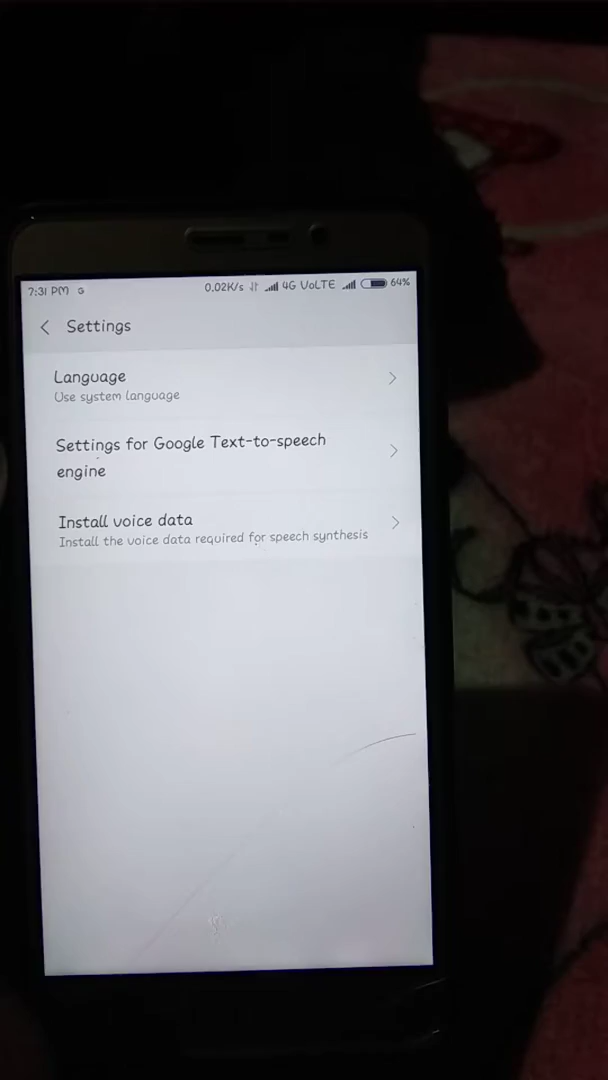 7:31 PM G 0.02K/s 4G VoLTE 64%
Settings
Language
Use system language
Settings for Google Text-to-speech
engine
Install voice data
Install the voice data required for speech synthesis